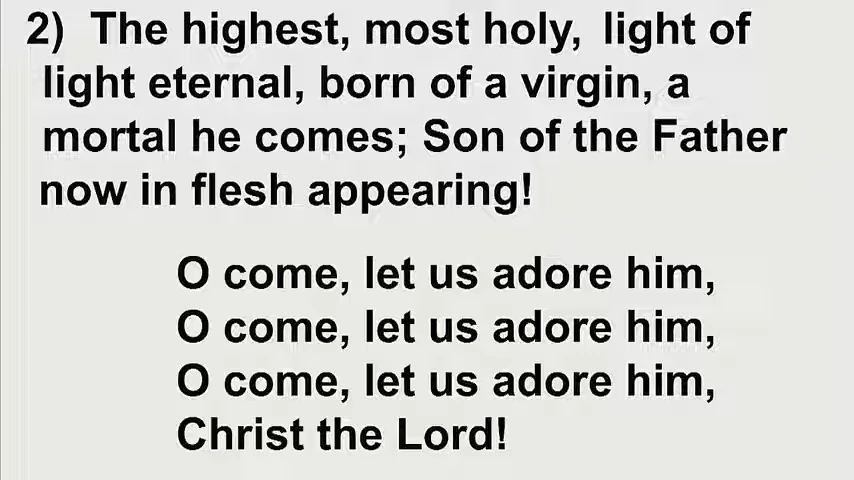 2) The highest, most holy, light of
light eternal, born of a virgin, a
mortal he comes; Son of the Father
now in flesh appearing!
O come, let us adore him,
O come, let us adore him,
O come, let us adore him,
Christ the Lord!